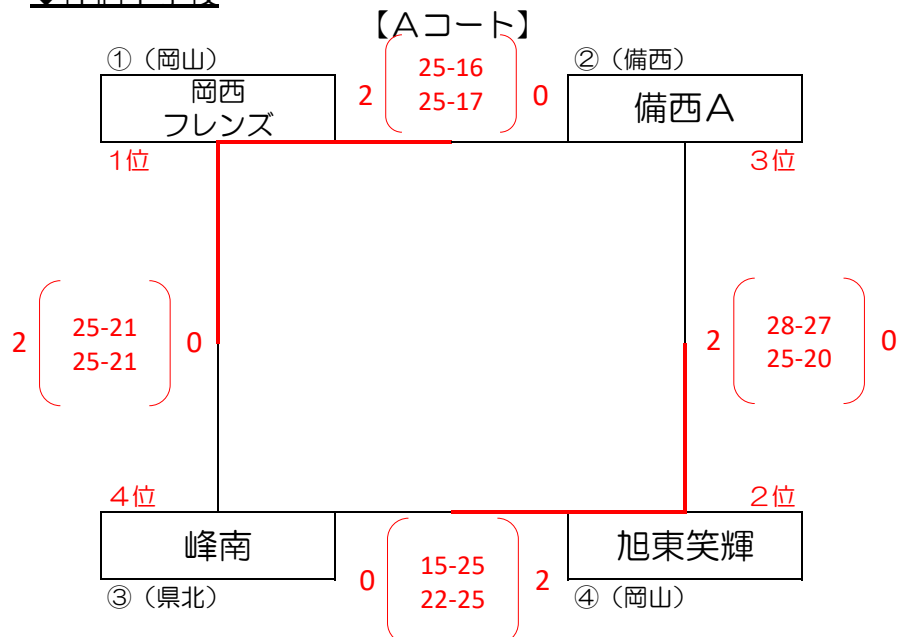 【Aコート】
①（岡山）
②（備西）
岡西
フレンズ
2
25-16
25-17
0
備西A
1位
3位
2
25-21
25-21
0
2
28-27
25-20
0
4位
2位
峰南
0
15-25
22-25
2
旭東笑輝
③（県北）
④（岡山）